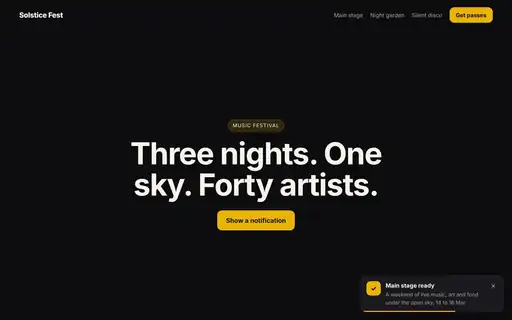 Solstice Fest
Main stage
Night garden
Silent disco
Get passes
MUSIC FESTIVAL
Three nights. One
sky. Forty artists.
Show a notification
Main stage ready
A weekend of live music, art and food
under the open sky, 14 to 16 Mar.